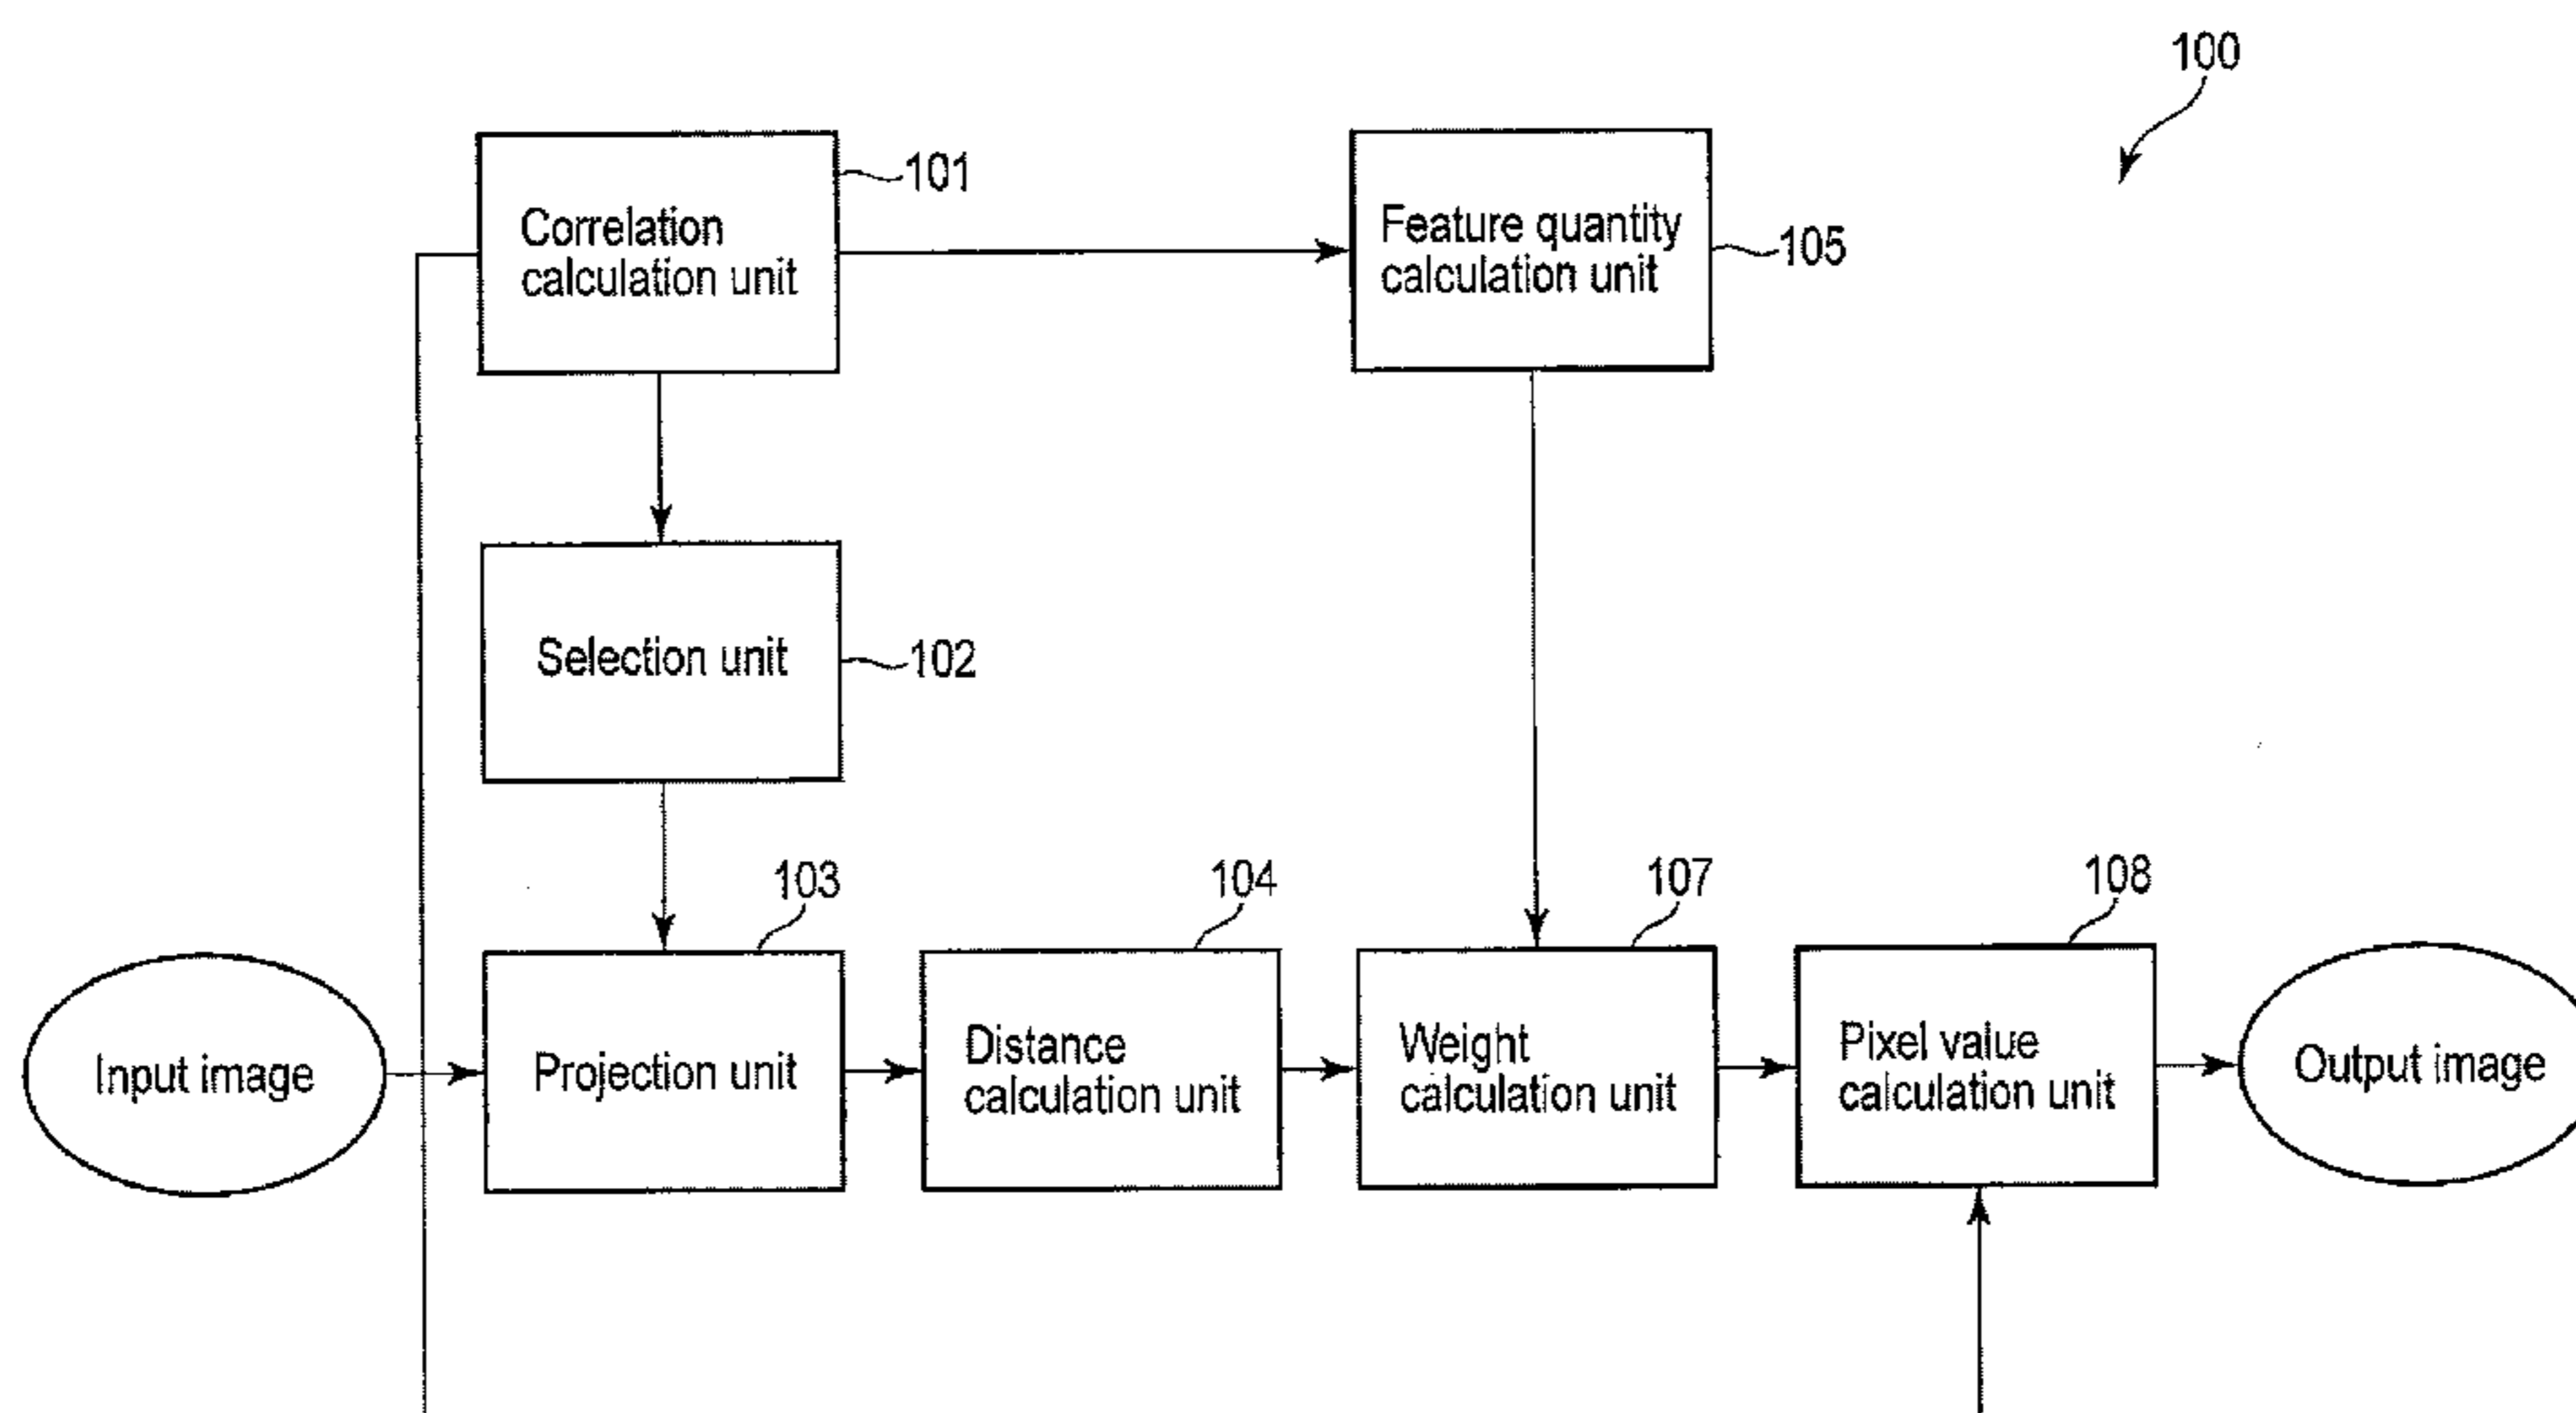 100
Correlation
calculation unit
101
Feature quantity
calculation unit
105
Selection unit
102
103
104
107
108
Input image
Projection unit
Distance
calculation unit
Weight
calculation unit
Pixel value
calculation unit
Output image